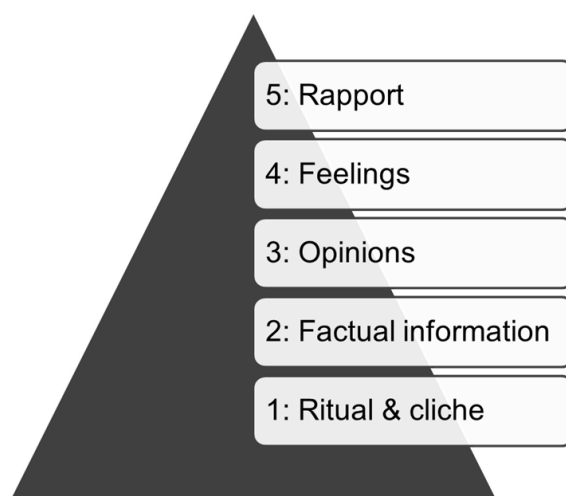 5: Rapport
4: Feelings
3: Opinions
2: Factual information
1: Ritual & cliche